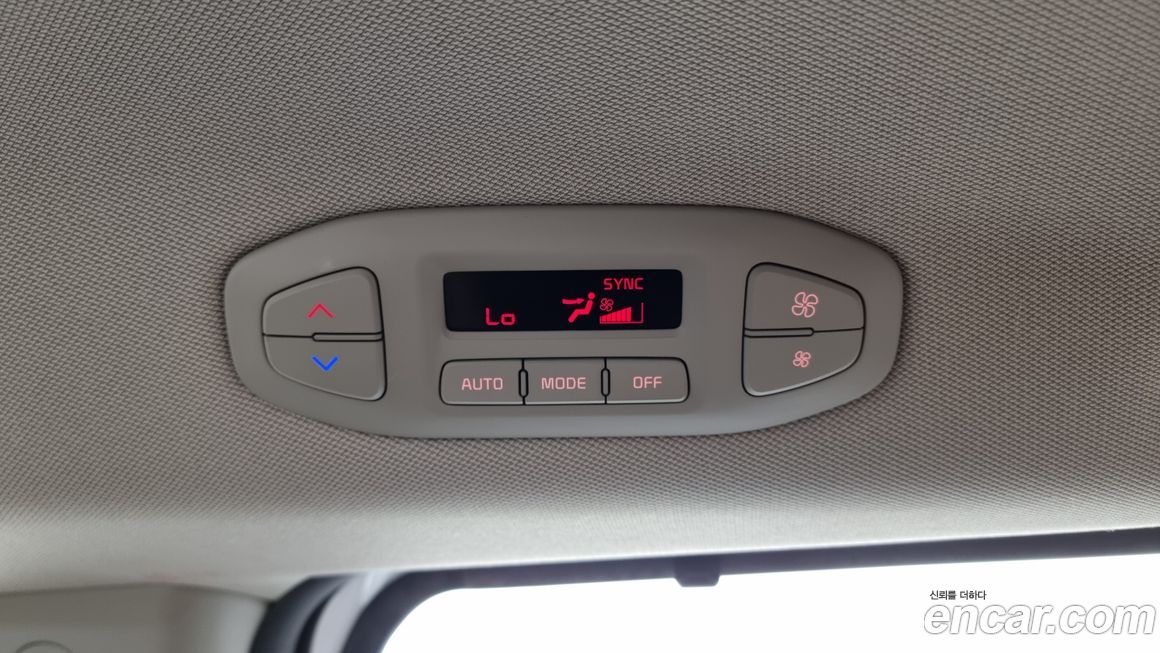 SYNC
Lo
AUTO MODE OFF
신뢰를 더하다
encar.com